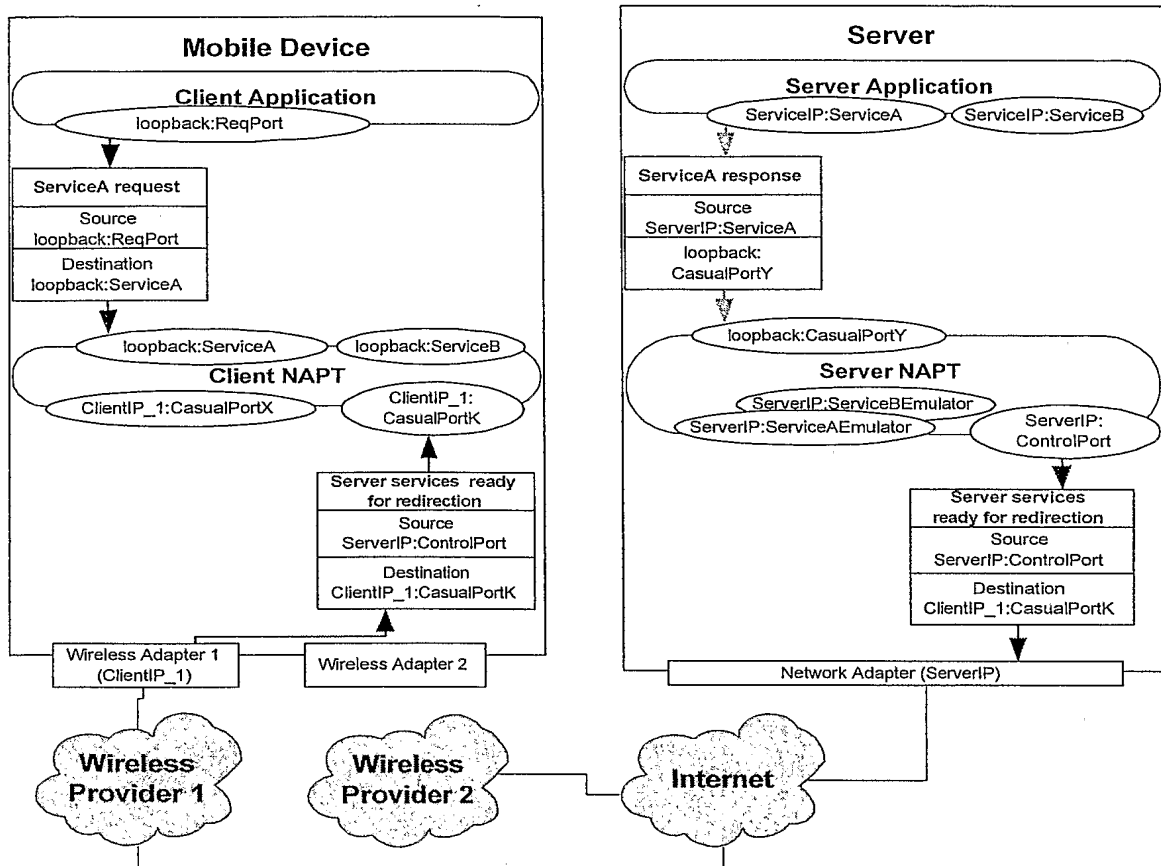 Mobile Device
Client Application
loopback:ReqPort
ServiceA request
Source
loopback:ReqPort
Destination
loopback:ServiceA
loopback:ServiceA
loopback:ServiceB
Client NAPT
ClientIP_1:CasualPortX
ClientIP_1:
CasualPortK
Server services ready
for redirection
Source
ServerIP:ControlPort
Destination
ClientIP_1:CasualPortK
Wireless Adapter 1
(ClientIP_1)
Wireless Adapter 2
Server
Server Application
ServiceIP:ServiceA
ServiceIP:ServiceB
ServiceA response
Source
ServerIP:ServiceA
loopback:
CasualPortY
loopback:CasualPortY
Server NAPT
ServerIP:ServiceBEmulator
ServerIP:ServiceAEmulator
ServerIP:
ControlPort
Server services
ready for redirection
Source
ServerIP:ControlPort
Destination
ClientIP_1:CasualPortK
Network Adapter (ServerIP)
Wireless
Provider 1
Wireless
Provider 2
Internet